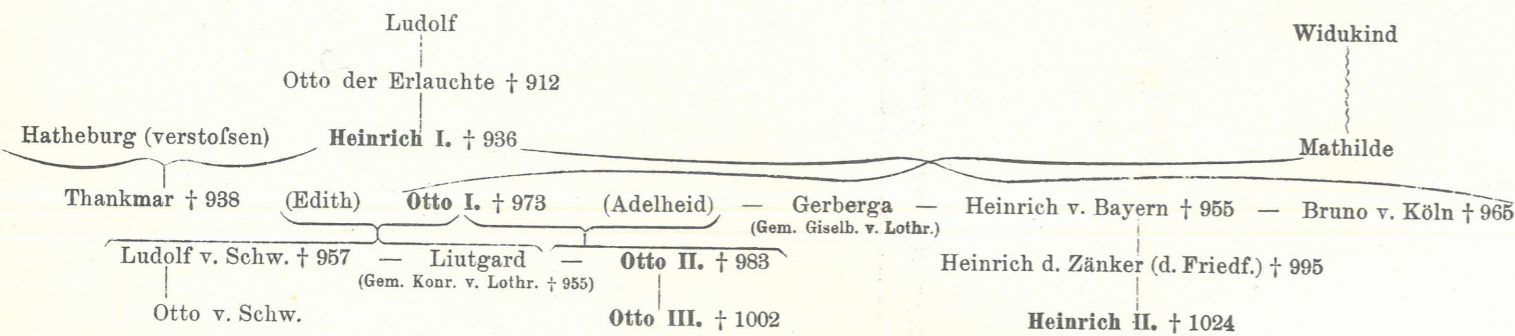 Ludolf Widukind
Otto der Erlauchte † 912
Hatheburg (verstoſsen) Heinrich I. † 936 Mathilde
Thankmar † 938 (Edith) Otto I. † 973 (Adelheid) — Gerberga — Heinrich v. Bayern † 955 — Bruno v. Köln † 965
(Gem. Giselb. v. Lothr.)
Ludolf v. Schw. † 957 — Liutgard — Otto II. † 983 Heinrich d. Zänker (d. Friedf.) † 995
(Gem. Konr. v. Lothr. † 955)
Otto v. Schw. Otto III. † 1002 Heinrich II. † 1024